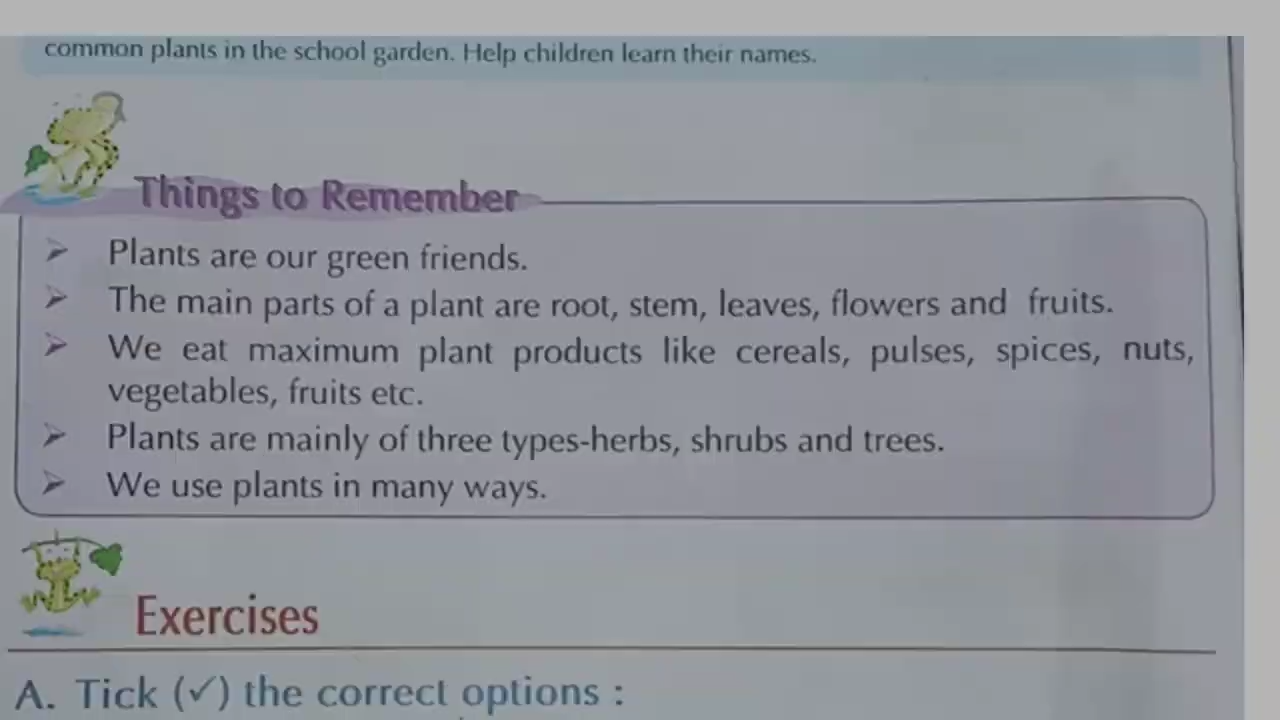 common plants in the school garden. Help children learn their names.
Things to Remember
➢ Plants are our green friends.
➢ The main parts of a plant are root, stem, leaves, flowers and fruits.
➢ We eat maximum plant products like cereals, pulses, spices, nuts,
vegetables, fruits etc.
➢ Plants are mainly of three types-herbs, shrubs and trees.
➢ We use plants in many ways.
Exercises
A. Tick (✓) the correct options :